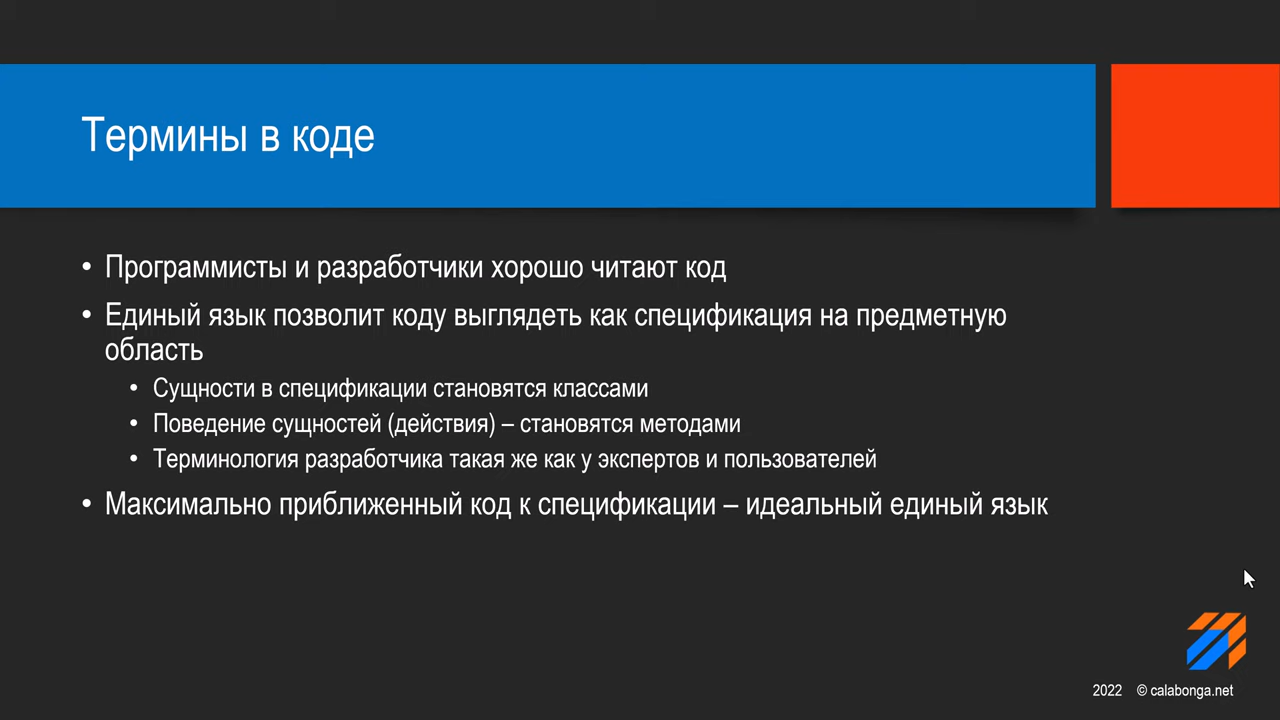 Термины в коде
• Программисты и разработчики хорошо читают код
• Единый язык позволит коду выглядеть как спецификация на предметную
область
• Сущности в спецификации становятся классами
• Поведение сущностей (действия) – становятся методами
• Терминология разработчика такая же как у экспертов и пользователей
• Максимально приближенный код к спецификации – идеальный единый язык
2022 © calabonga.net